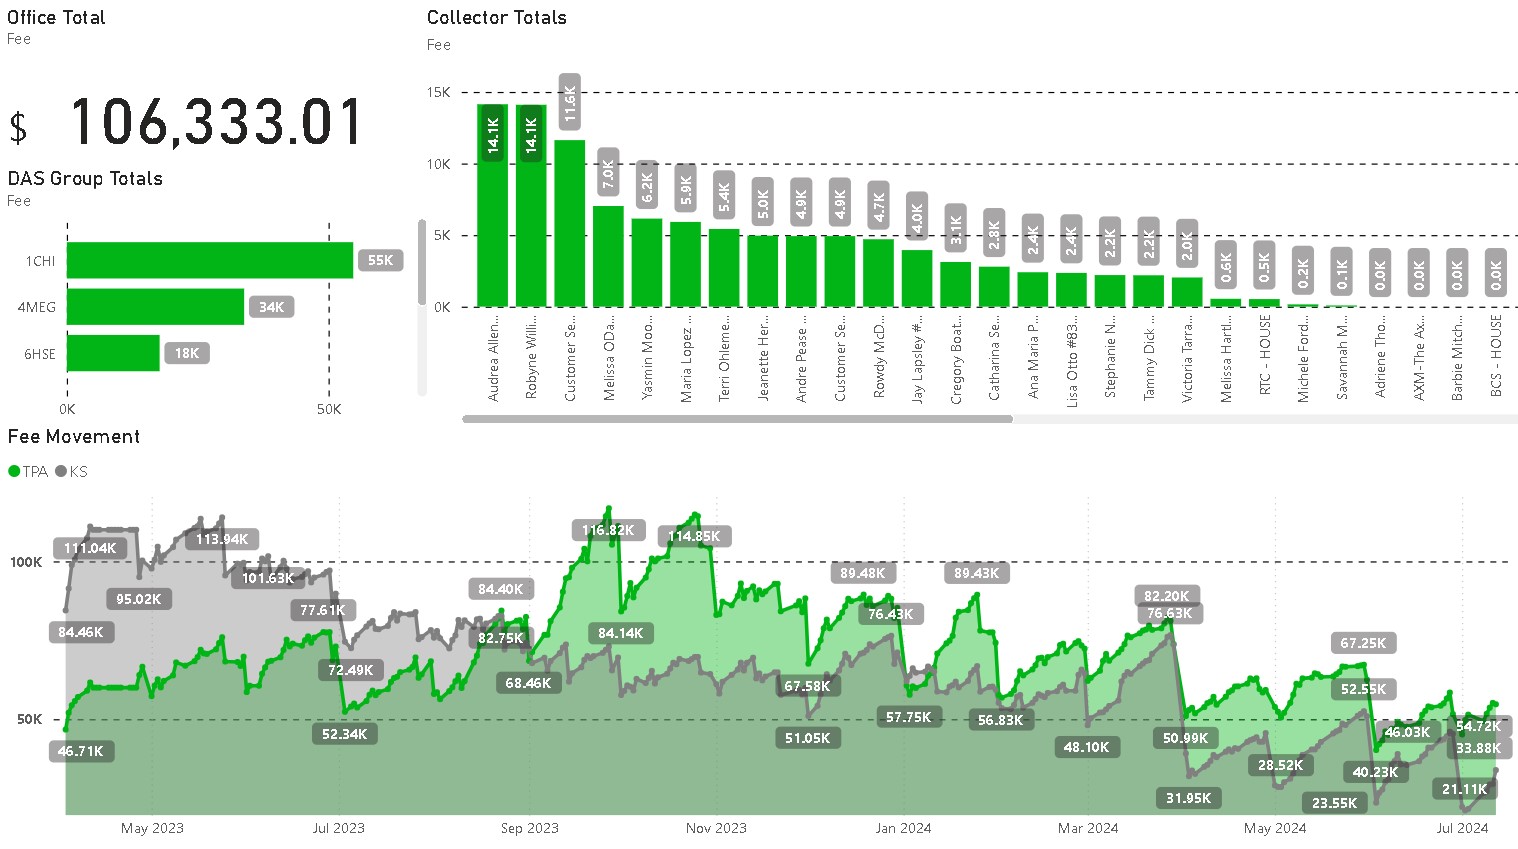 Office Total
Fee
$ 106,333.01
DAS Group Totals
Fee
1CHI 55K
4MEG 34K
6HSE 18K
0K 50K
Collector Totals
Fee
15K
10K
5K
0K
14.1K 14.1K 11.6K 7.0K 6.2K 5.9K 5.4K 5.0K 4.9K 4.9K 4.7K 4.0K 3.1K 2.8K 2.4K 2.4K 2.2K 2.2K 2.0K 0.6K 0.5K 0.2K 0.1K 0.0K 0.0K 0.0K 0.0K
Audrea Allen...
Robyne Willi...
Customer Se...
Melissa ODa...
Yasmin Moo...
Maria Lopez ...
Terri Ohleme...
Jeanette Her...
Andre Pease ...
Customer Se...
Rowdy McD...
Jay Lapsley #...
Gregory Boat...
Catharina Se...
Ana Maria P...
Lisa Otto #83...
Stephanie N...
Tammy Dick ...
Victoria Tarra...
Melissa Hartl...
RTC - HOUSE
Michele Ford...
Savannah M...
Adriene Tho...
AXM-The Ax...
Barbie Mitch...
BCS - HOUSE
Fee Movement
TPA KS
100K
50K
111.04K
84.46K
46.71K
95.02K
113.94K
101.63K
77.61K
72.49K
52.34K
84.40K
82.75K
68.46K
116.82K
84.14K
114.85K
67.58K
51.05K
89.48K
76.43K
57.75K
89.43K
56.83K
48.10K
82.20K
76.63K
50.99K
31.95K
28.52K
67.25K
52.55K
23.55K
40.23K
46.03K
54.72K
33.88K
21.11K
May 2023 Jul 2023 Sep 2023 Nov 2023 Jan 2024 Mar 2024 May 2024 Jul 2024